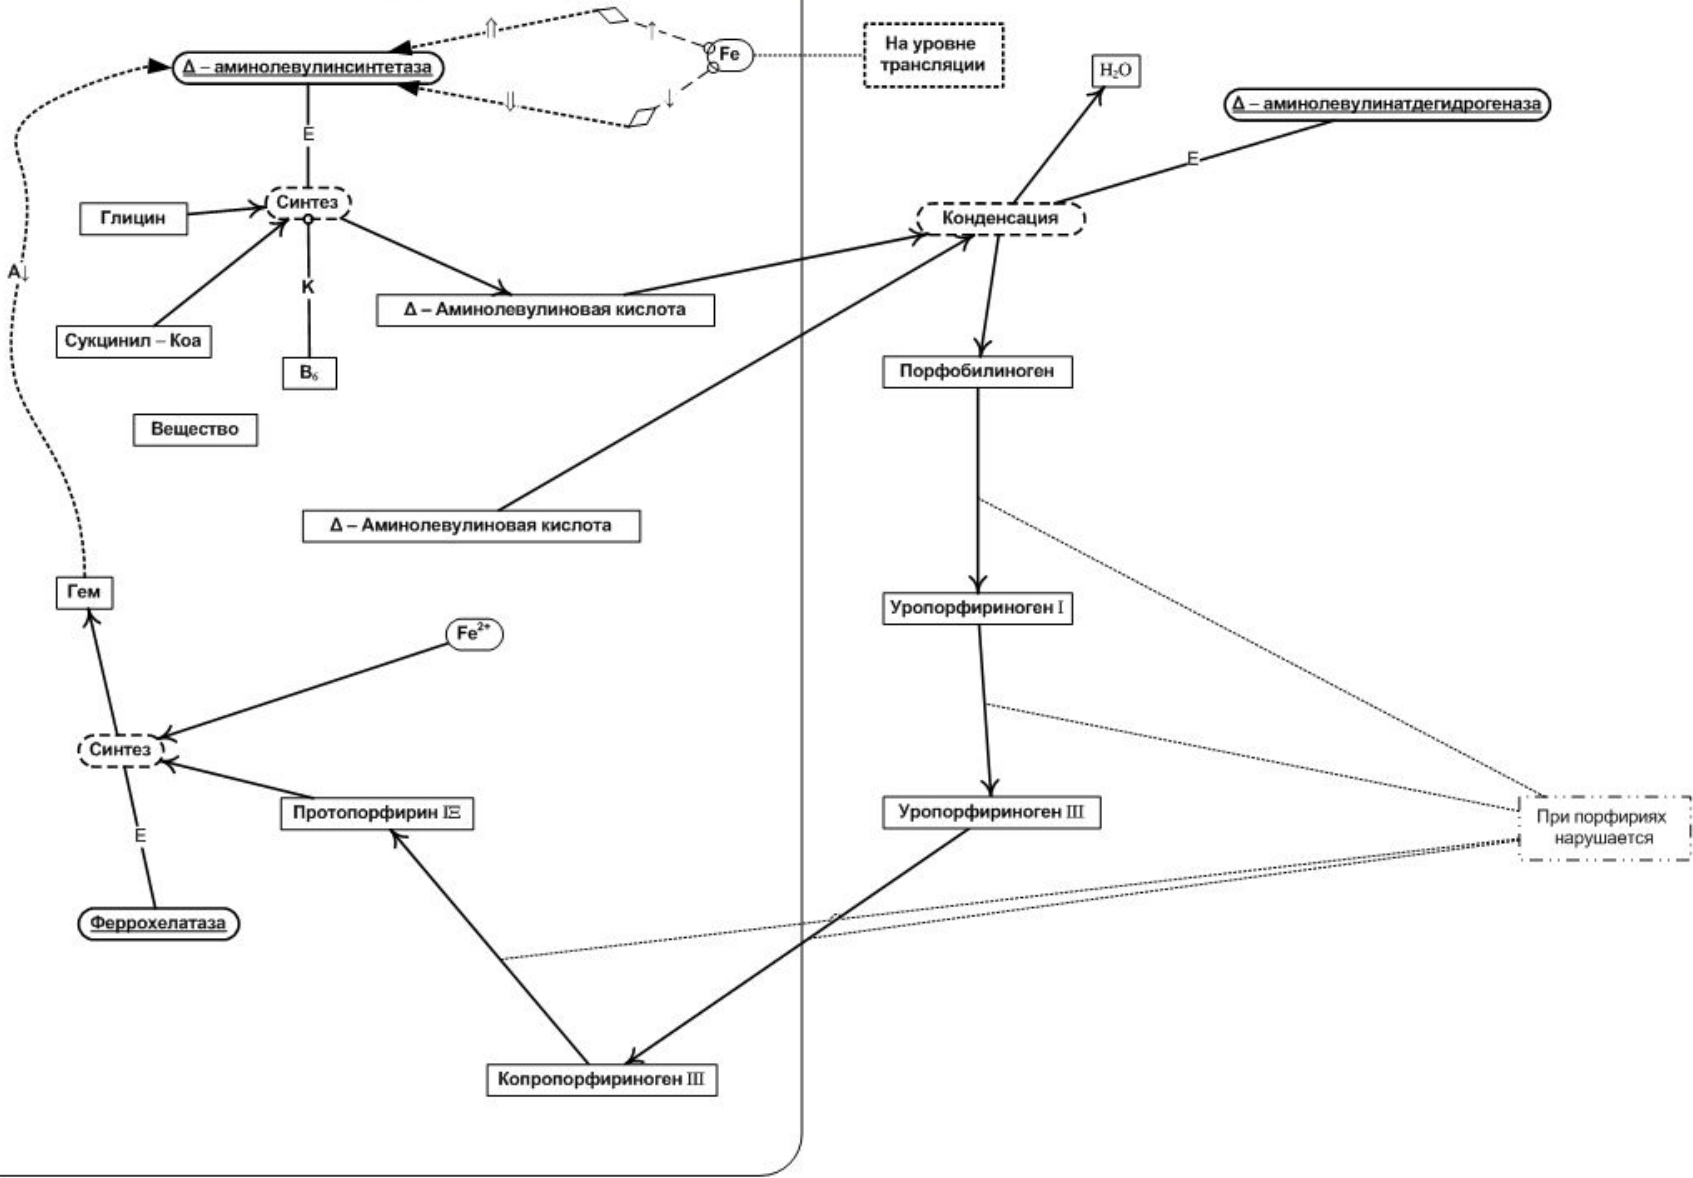 Δ – аминолевулинсинтетаза
⇑
↑
Fe
На уровне
трансляции
⇓
↓
H₂O
Δ – аминолевулинатдегидрогеназа
E
E
Синтез
Глицин
Конденсация
A↓
K
Δ – Аминолевулиновая кислота
Сукцинил – Коа
B₆
Порфобилиноген
Вещество
Δ – Аминолевулиновая кислота
Гем
Уропорфириноген I
Fe²⁺
Синтез
Протопорфирин IΞ
Уропорфириноген III
При порфириях
нарушается
E
Феррохелатаза
Копропорфириноген III